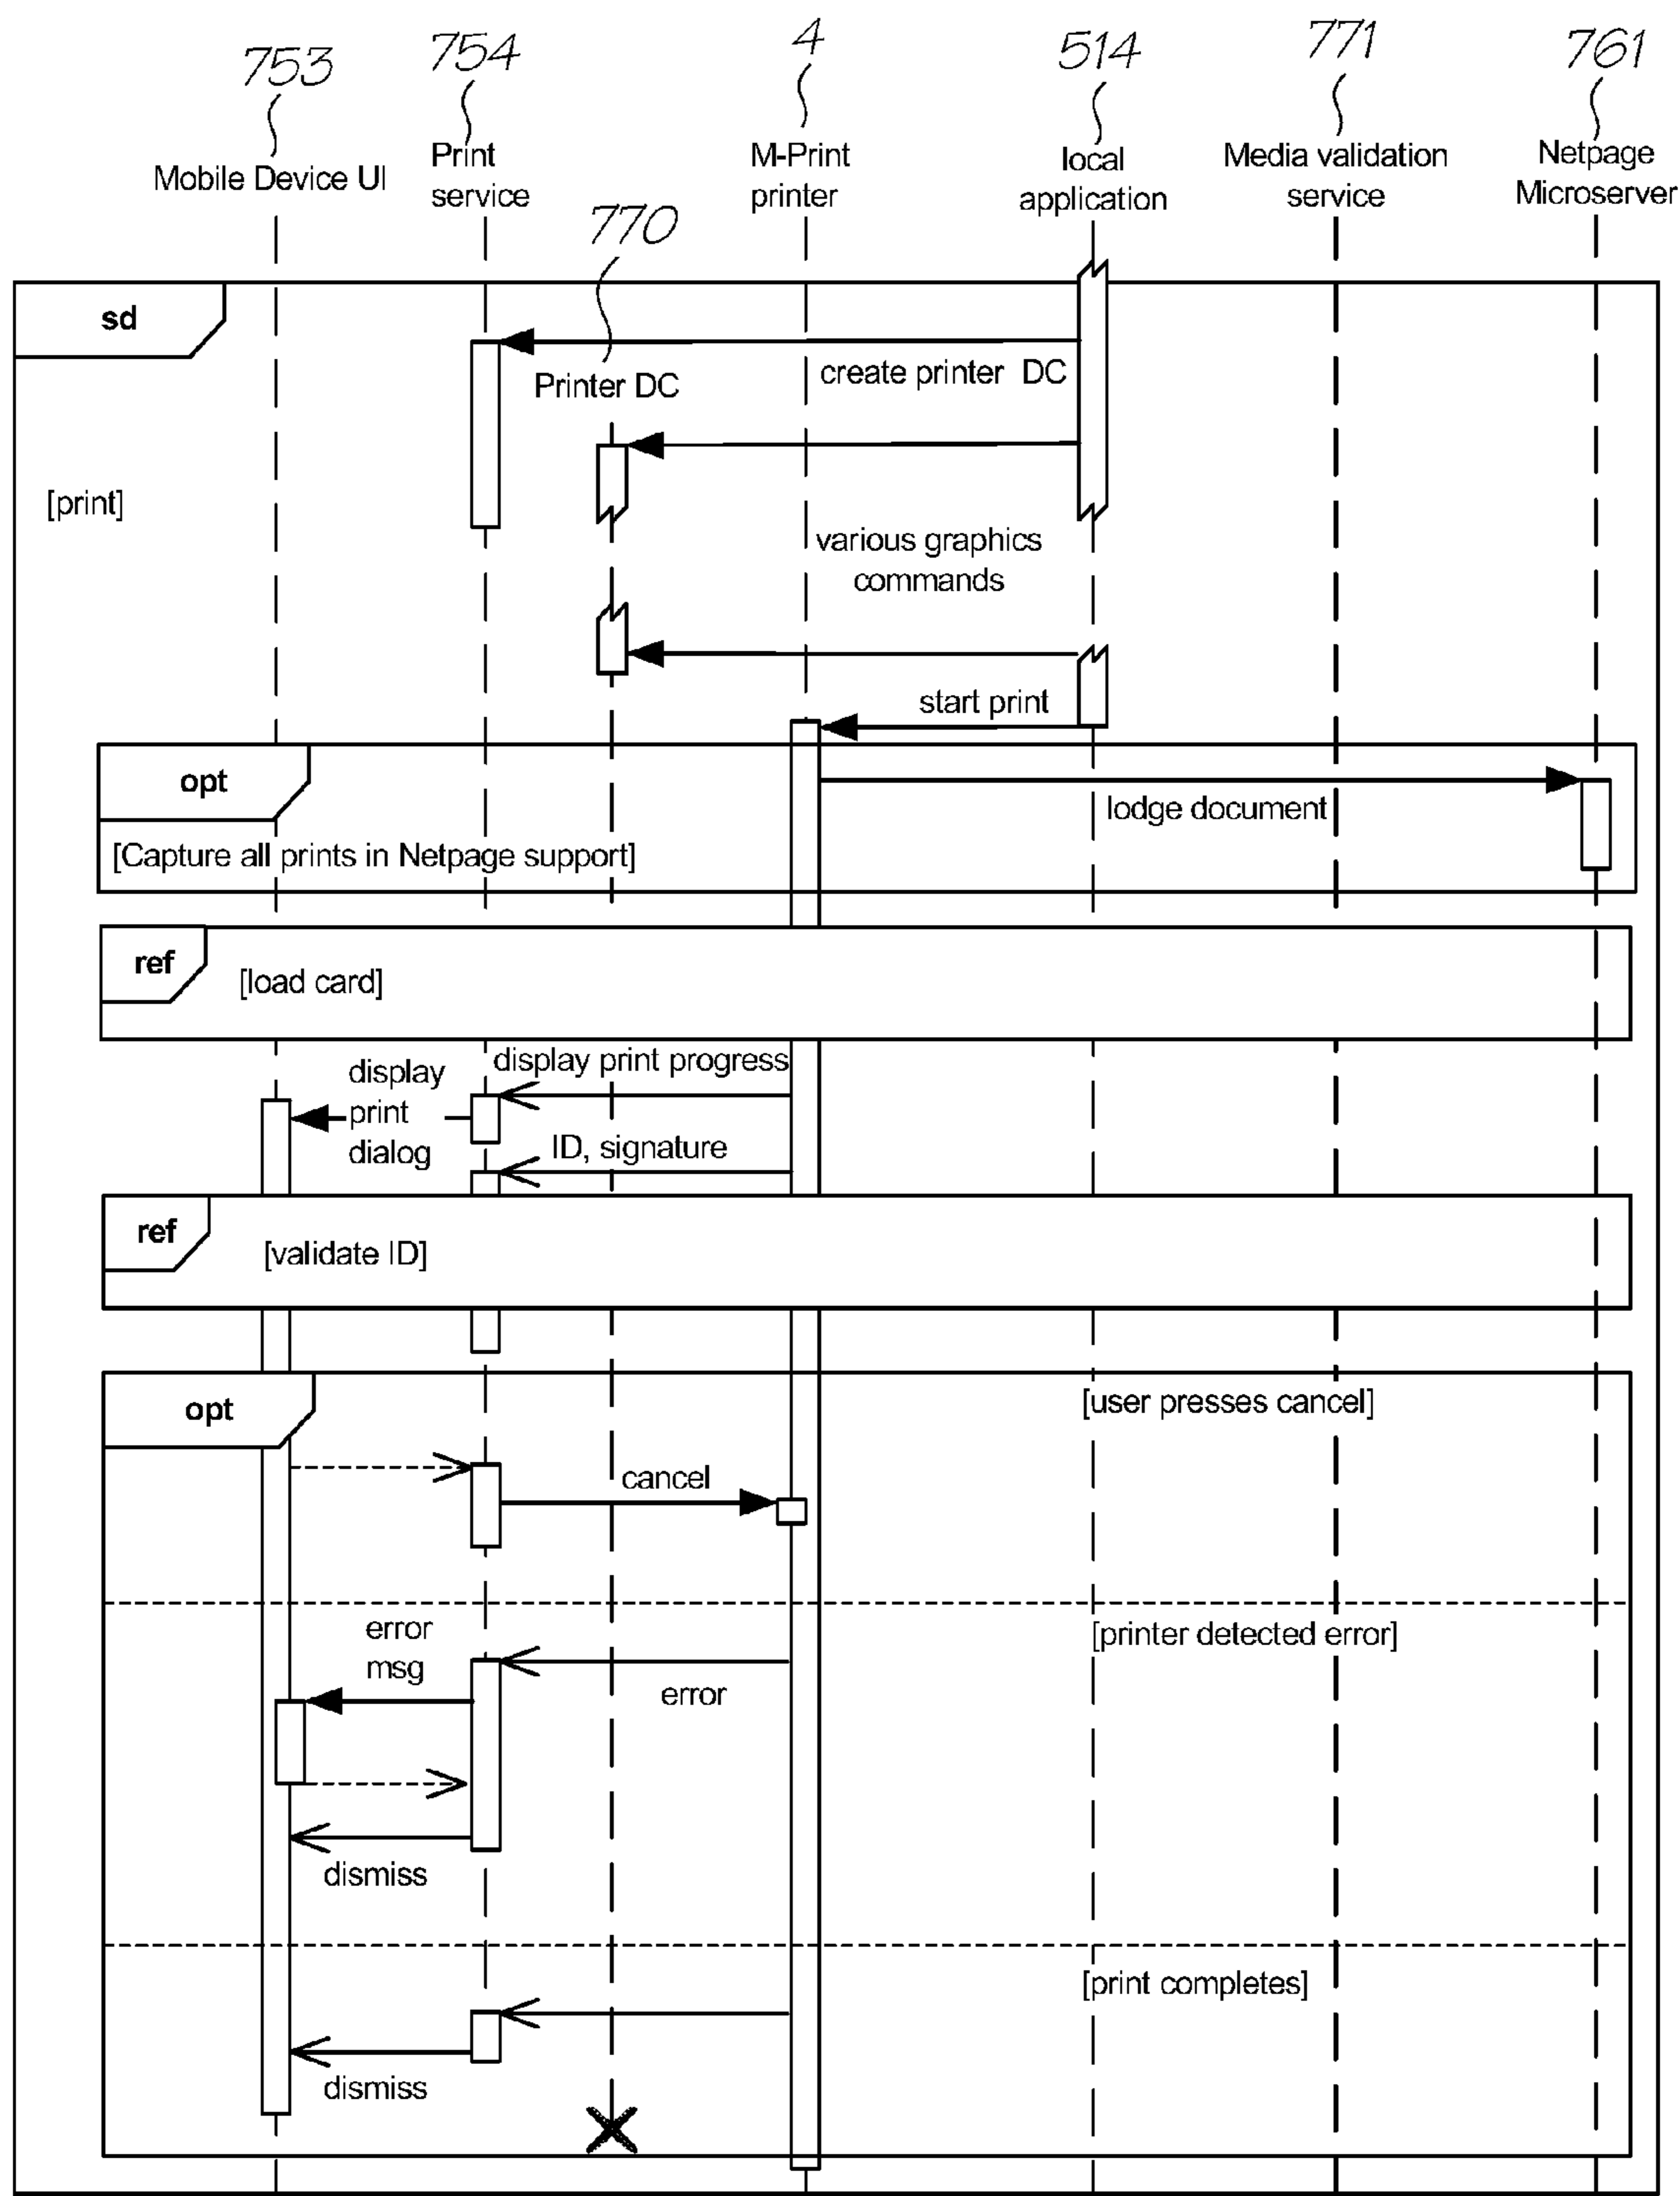 753
754
4
514
771
761
Mobile Device UI
Print
service
M-Print
printer
local
application
Media validation
service
Netpage
Microserver
770
sd
Printer DC
create printer DC
[print]
various graphics
commands
start print
opt
lodge document
[Capture all prints in Netpage support]
ref
[load card]
display print progress
display
print
dialog
ID, signature
ref
[validate ID]
opt
[user presses cancel]
cancel
[printer detected error]
error
msg
error
dismiss
[print completes]
dismiss